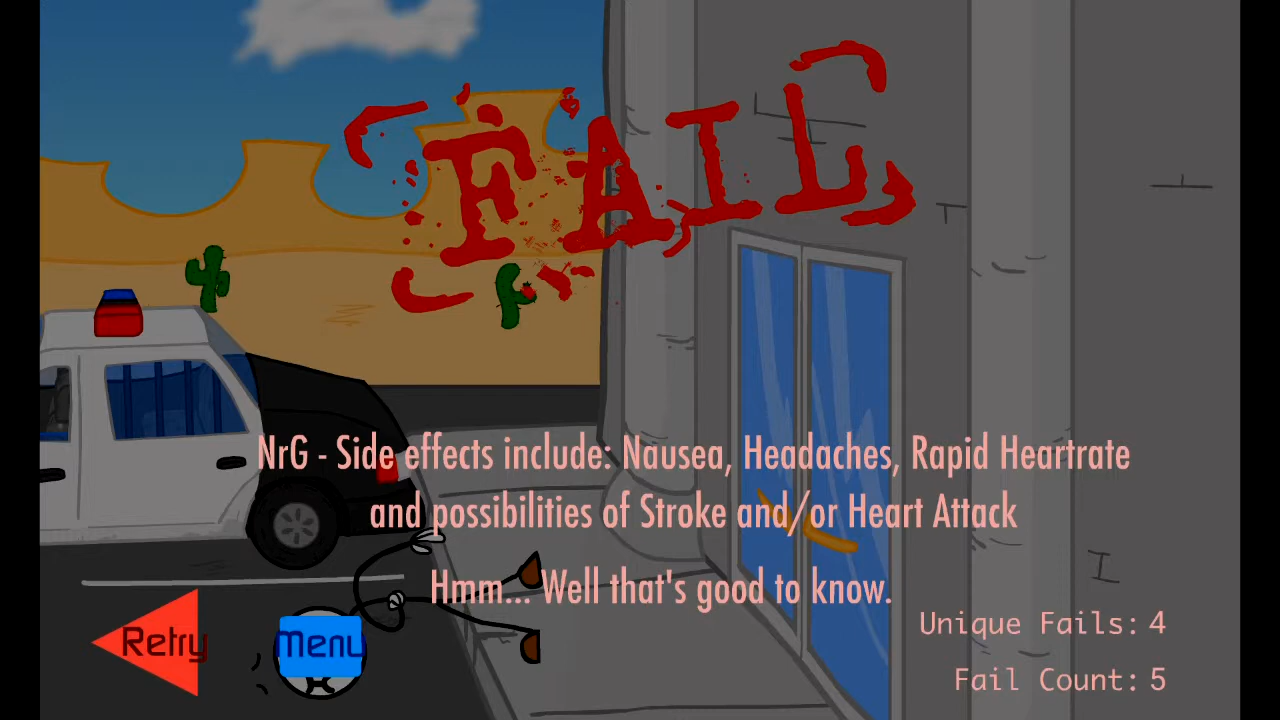 FAIL
NrG - Side effects include: Nausea, Headaches, Rapid Heartrate
and possibilities of Stroke and/or Heart Attack
Hmm... Well that's good to know.
Retry
Menu
Unique Fails: 4
Fail Count: 5